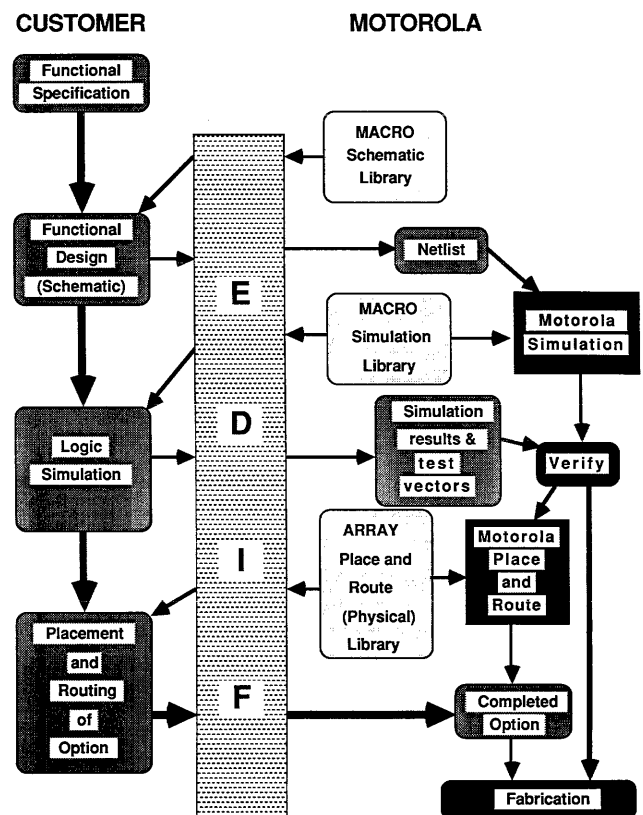 CUSTOMER
MOTOROLA
Functional
Specification
MACRO
Schematic
Library
Functional
Design
(Schematic)
Netlist
E
MACRO
Simulation
Library
Motorola
Simulation
Logic
Simulation
D
Simulation
results &
test
vectors
Verify
I
ARRAY
Place and
Route
(Physical)
Library
Motorola
Place
and
Route
Placement
and
Routing
of
Option
F
Completed
Option
Fabrication